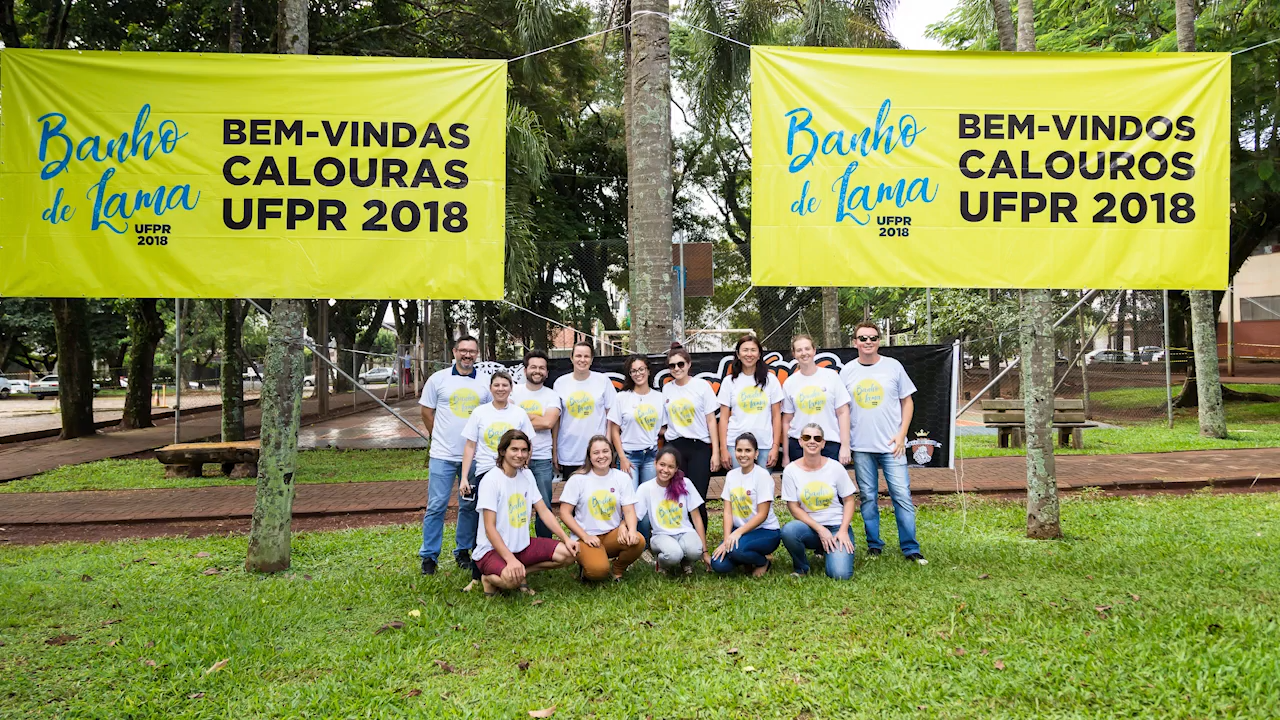 Banho
de Lama
UFPR
2018
BEM-VINDAS
CALOURAS
UFPR 2018
Banho
de Lama
UFPR
2018
BEM-VINDOS
CALOUROS
UFPR 2018